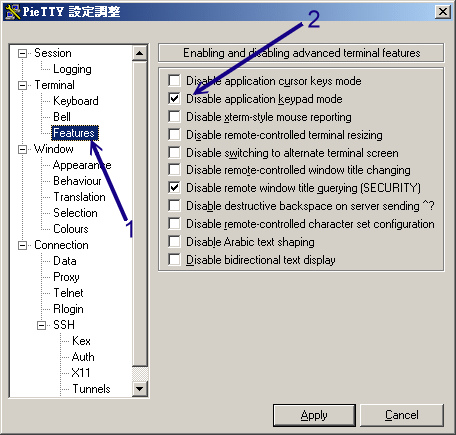 PieTTY 設定調整
Session
Logging
Terminal
Keyboard
Bell
Features
Window
Appearance
Behaviour
Translation
Selection
Colours
Connection
Data
Proxy
Telnet
Rlogin
SSH
Kex
Auth
X11
Tunnels
1
2
Enabling and disabling advanced terminal features
Disable application cursor keys mode
Disable application keypad mode
Disable xterm-style mouse reporting
Disable remote-controlled terminal resizing
Disable switching to alternate terminal screen
Disable remote-controlled window title changing
Disable remote window title querying (SECURITY)
Disable destructive backspace on server sending ^?
Disable remote-controlled character set configuration
Disable Arabic text shaping
Disable bidirectional text display
Apply
Cancel